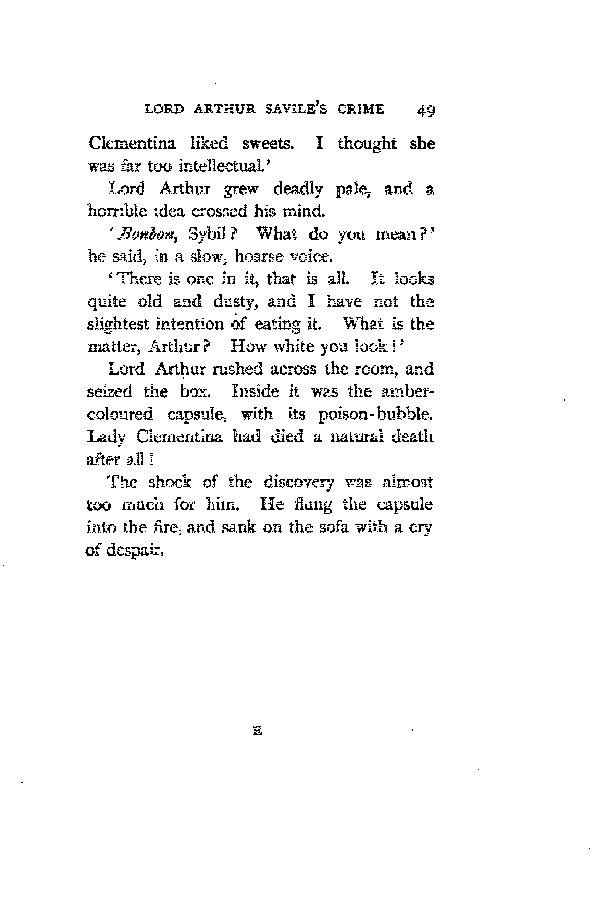 LORD ARTHUR SAVILE'S CRIME 49
Clementina liked sweets. I thought she
was far too intellectual.'
Lord Arthur grew deadly pale, and a
horrible idea crossed his mind.
'Bonbon, Sybil? What do you mean?'
he said, in a slow, hoarse voice.
'There is one in it, that is all. It looks
quite old and dusty, and I have not the
slightest intention of eating it. What is the
matter, Arthur? How white you look!'
Lord Arthur rushed across the room, and
seized the box. Inside it was the amber-
coloured capsule, with its poison-bubble.
Lady Clementina had died a natural death
after all!
The shock of the discovery was almost
too much for him. He flung the capsule
into the fire, and sank on the sofa with a cry
of despair.
E